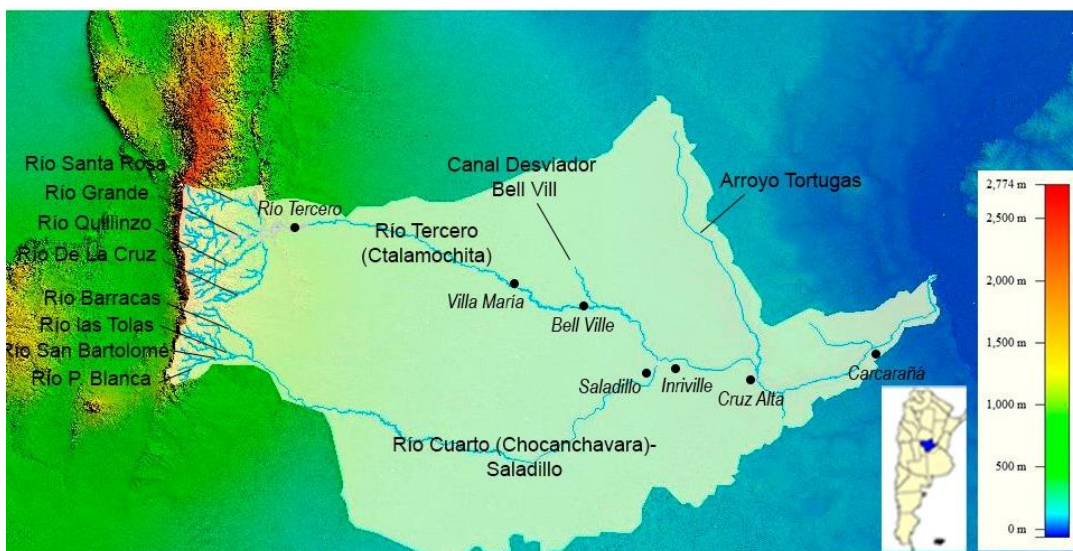 Río Santa Rosa
Río Grande
Río Quillinzo
Río De La Cruz
Río Barracas
Río las Tolas
Río San Bartolomé
Río P. Blanca
Río Tercero
Río Tercero
(Ctalamochita)
Villa María
Canal Desviador
Bell Vill
Bell Ville
Arroyo Tortugas
Saladillo
Inriville
Cruz Alta
Carcarañá
Río Cuarto (Chocanchavara)-
Saladillo
2,774 m
2,500 m
2,000 m
1,500 m
1,000 m
500 m
0 m